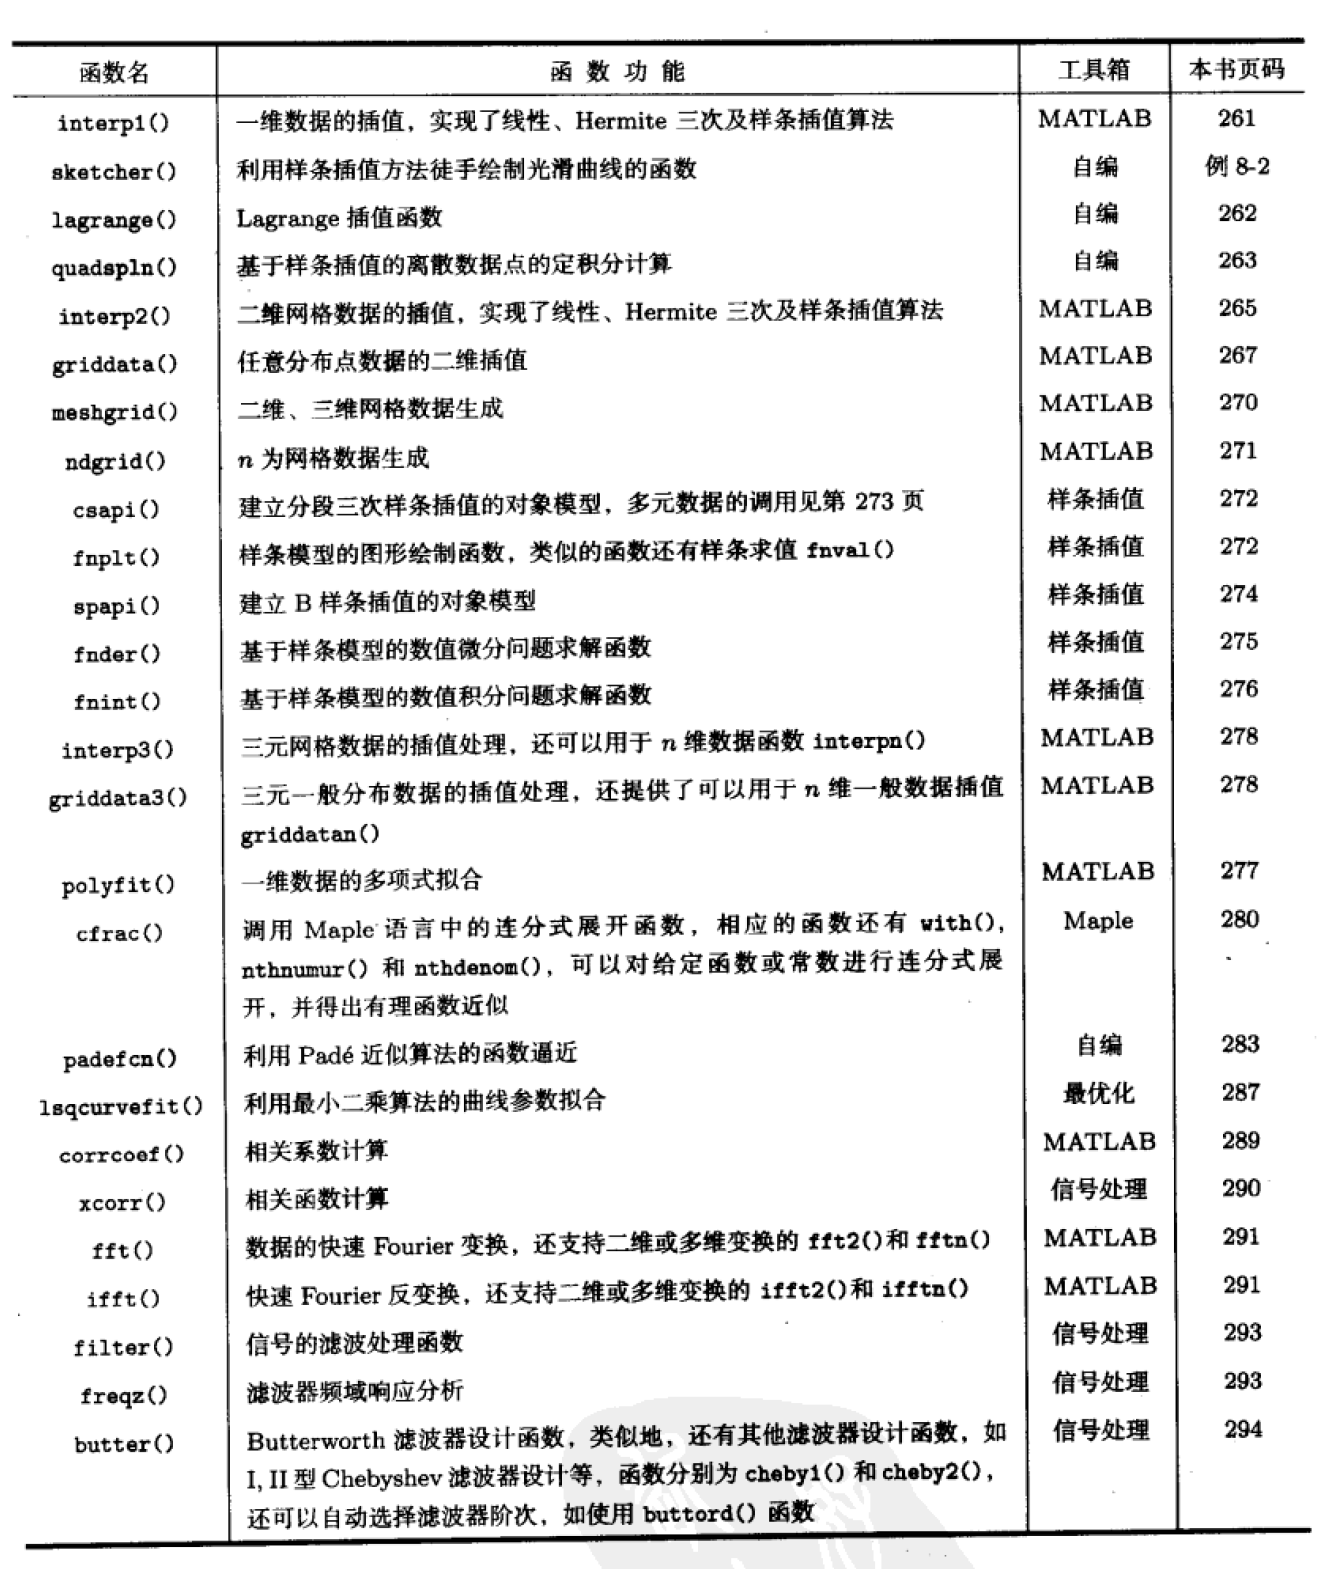 函数名 函 数 功 能 工具箱 本书页码
interp1() 一维数据的插值，实现了线性、Hermite 三次及样条插值算法 MATLAB 261
sketcher() 利用样条插值方法徒手绘制光滑曲线的函数 自编 例 8-2
lagrange() Lagrange 插值函数 自编 262
quadspln() 基于样条插值的离散数据点的定积分计算 自编 263
interp2() 二维网格数据的插值，实现了线性、Hermite 三次及样条插值算法 MATLAB 265
griddata() 任意分布点数据的二维插值 MATLAB 267
meshgrid() 二维、三维网格数据生成 MATLAB 270
ndgrid() n 为网格数据生成 MATLAB 271
csapi() 建立分段三次样条插值的对象模型，多元数据的调用见第 273 页 样条插值 272
fnplt() 样条模型的图形绘制函数，类似的函数还有样条求值 fnval() 样条插值 272
spapi() 建立 B 样条插值的对象模型 样条插值 274
fnder() 基于样条模型的数值微分问题求解函数 样条插值 275
fnint() 基于样条模型的数值积分问题求解函数 样条插值 276
interp3() 三元网格数据的插值处理，还可以用于 n 维数据函数 interpn() MATLAB 278
griddata3() 三元一般分布数据的插值处理，还提供了可以用于 n 维一般数据插值 MATLAB 278
griddatan()
polyfit() 一维数据的多项式拟合 MATLAB 277
cfrac() 调用 Maple 语言中的连分式展开函数，相应的函数还有 with(), Maple 280
nthnumur() 和 nthdenom()，可以对给定函数或常数进行连分式展
开，并得出有理函数近似
padefcn() 利用 Padé 近似算法的函数逼近 自编 283
lsqcurvefit() 利用最小二乘算法的曲线参数拟合 最优化 287
corrcoef() 相关系数计算 MATLAB 289
xcorr() 相关函数计算 信号处理 290
fft() 数据的快速 Fourier 变换，还支持二维或多维变换的 fft2()和 fftn() MATLAB 291
ifft() 快速 Fourier 反变换，还支持二维或多维变换的 ifft2()和 ifftn() MATLAB 291
filter() 信号的滤波处理函数 信号处理 293
freqz() 滤波器频域响应分析 信号处理 293
butter() Butterworth 滤波器设计函数，类似地，还有其他滤波器设计函数，如 信号处理 294
I, II 型 Chebyshev 滤波器设计等，函数分别为 cheby1() 和 cheby2()，
还可以自动选择滤波器阶次，如使用 buttord() 函数